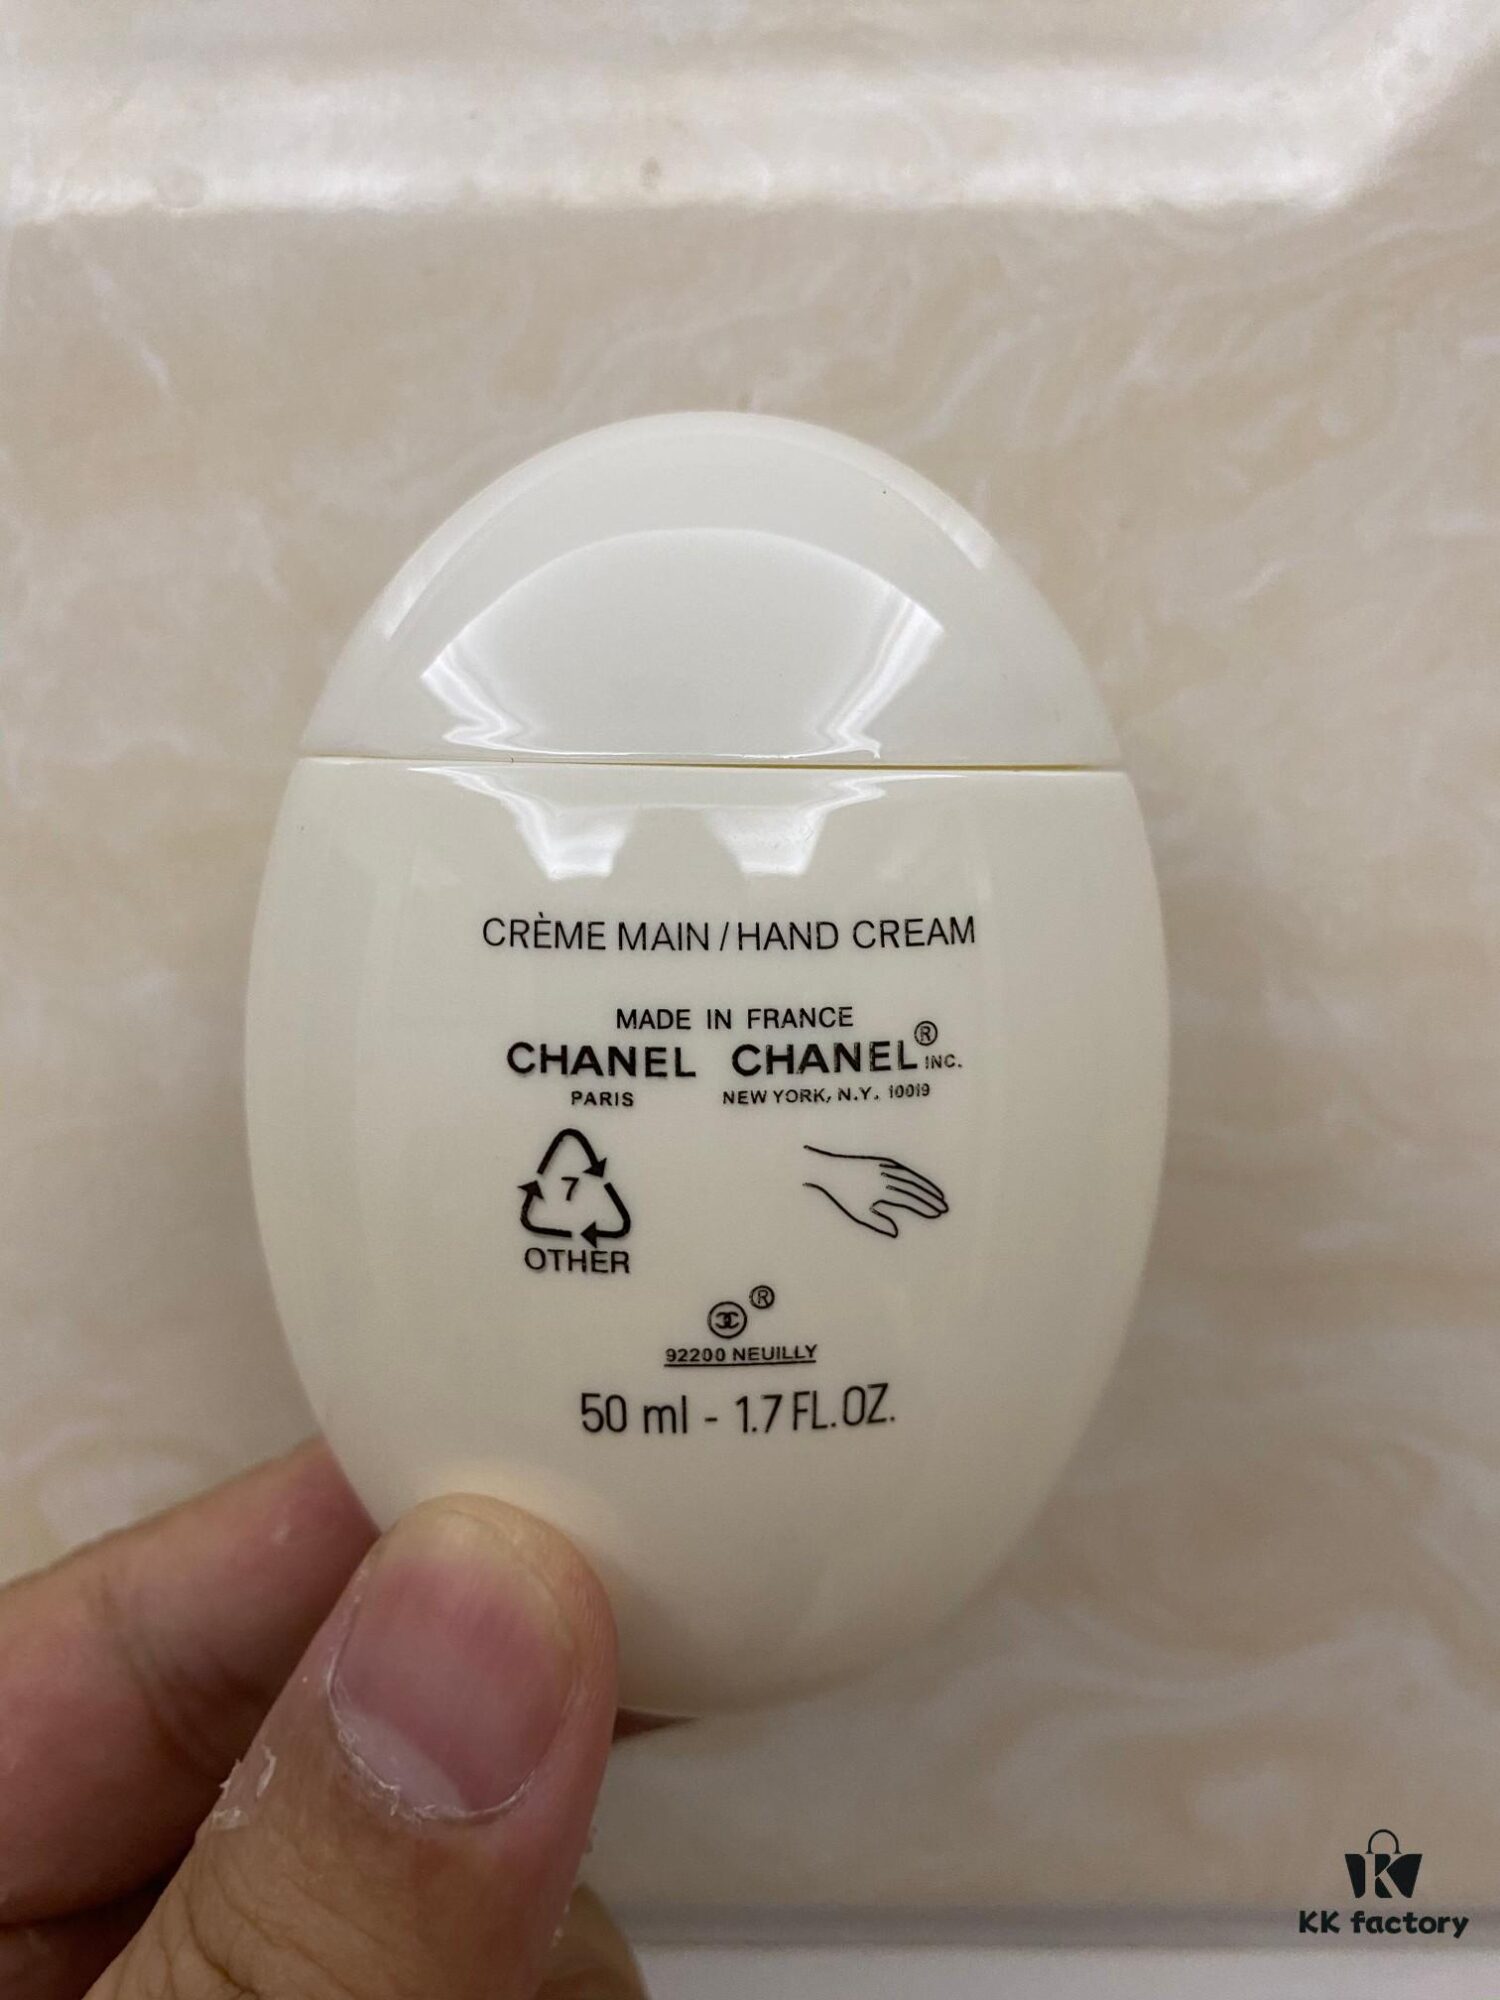 CRÈME MAIN / HAND CREAM
MADE IN FRANCE
CHANEL CHANEL® INC.
PARIS NEW YORK, N.Y. 10019
7
OTHER
®
92200 NEUILLY
50 ml - 1.7 FL.OZ.
KK factory